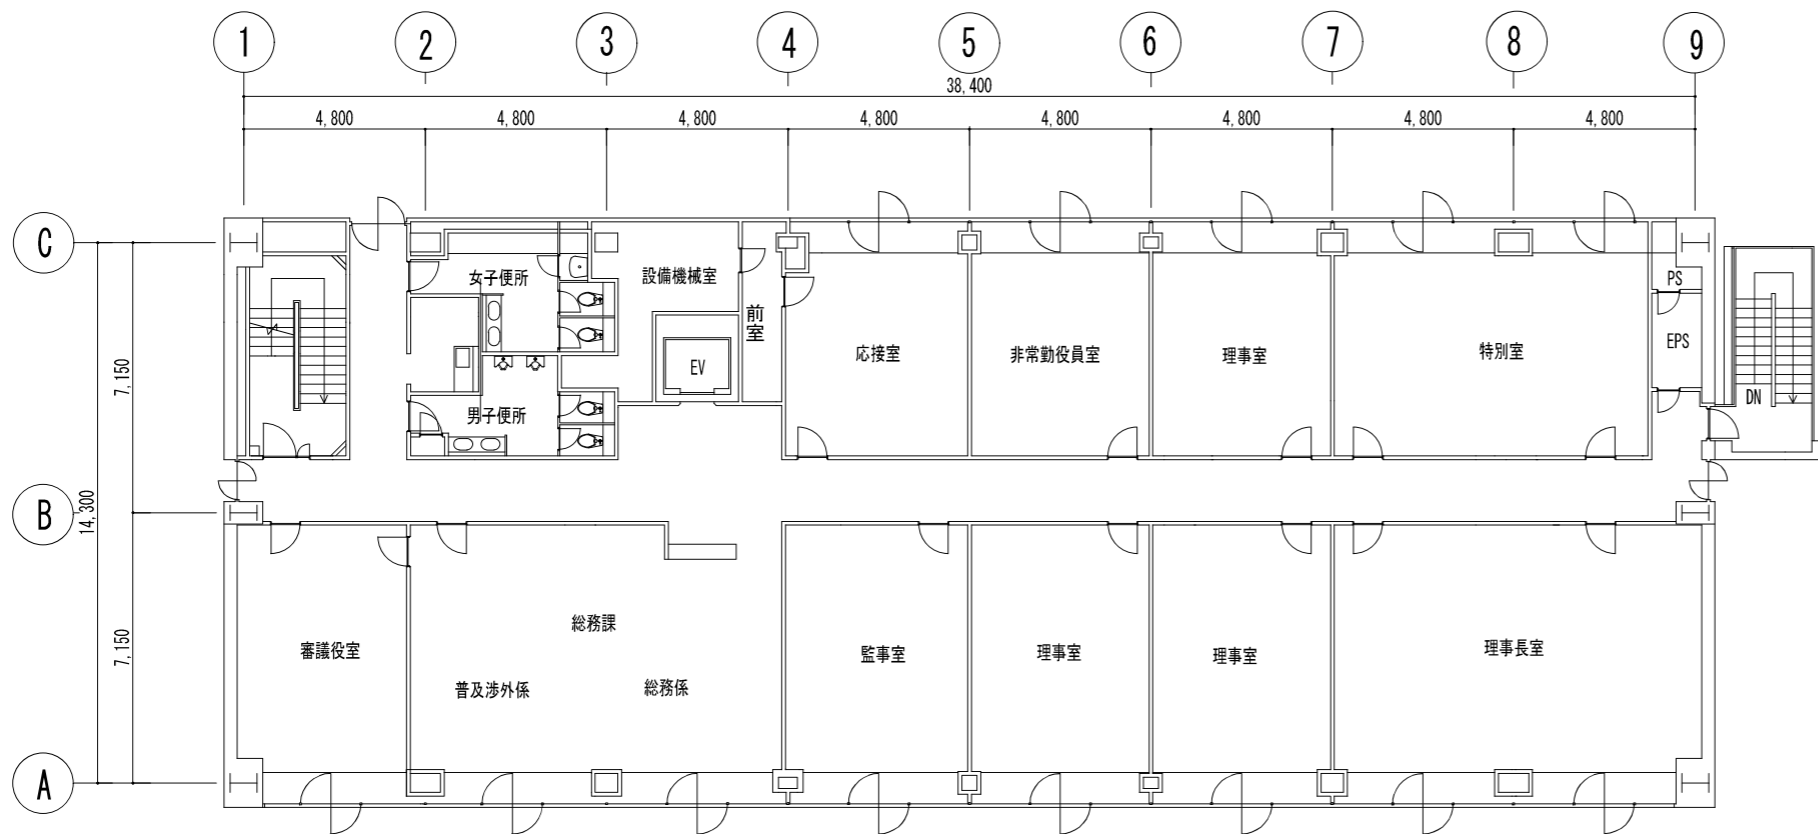 1 2 3 4 5 6 7 8 9
38,400
4,800 4,800 4,800 4,800 4,800 4,800 4,800 4,800
C
女子便所
設備機械室
PS
前室
EV
応接室
非常勤役員室
理事室
特別室
EPS
7,150
DN
男子便所
B
14,300
総務課
審議役室
監事室
理事室
理事室
理事長室
7,150
普及渉外係
総務係
A